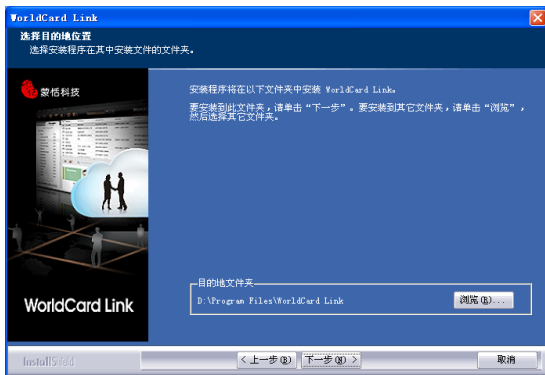 WorldCard Link
选择目的地位置
选择安装程序在其中安装文件的文件夹。
蒙恬科技
安装程序将在以下文件夹中安装 WorldCard Link。
要安装到此文件夹，请单击“下一步”。要安装到其它文件夹，请单击“浏览”，
然后选择其它文件夹。
WorldCard Link
目的地文件夹
D:\Program Files\WorldCard Link
浏览(R)...
InstallShield
< 上一步(B)
下一步(N) >
取消